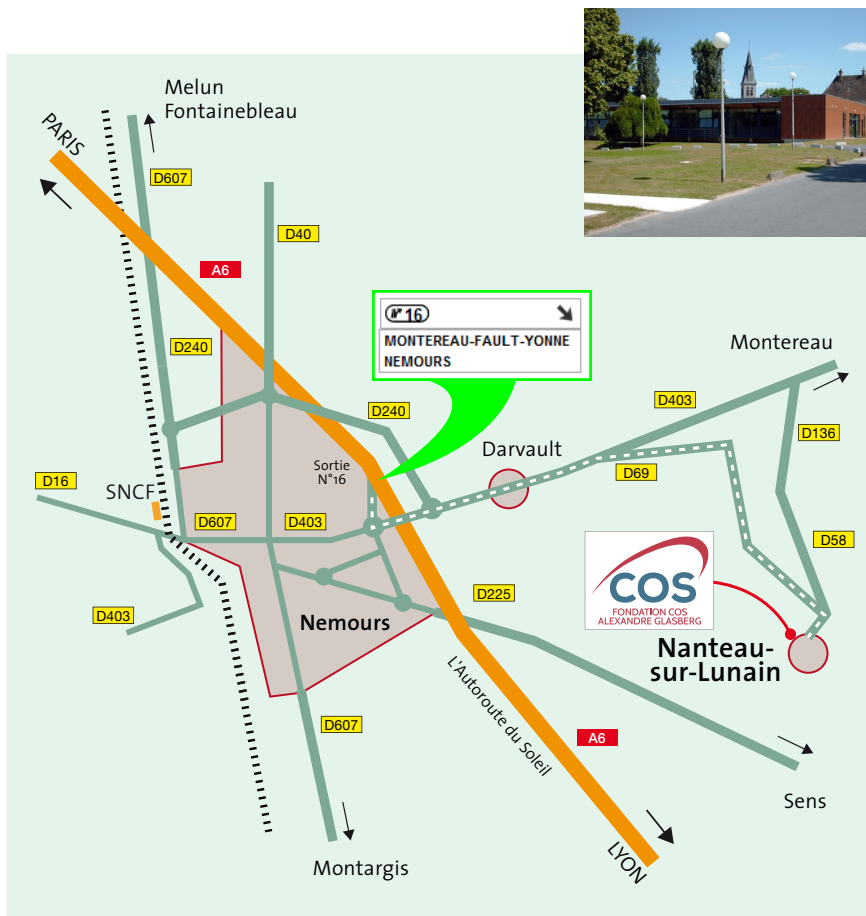 Melun
Fontainebleau
PARIS
D607
D40
A6
N° 16
MONTEREAU-FAULT-YONNE
NEMOURS
D240
Montereau
D403
D240
D136
Darvault
Sortie
N°16
D69
D16
SNCF
D607
D403
D58
COS
FONDATION COS
ALEXANDRE GLASBERG
D225
D403
Nemours
Nanteau-
sur-Lunain
L'Autoroute du Soleil
D607
A6
Sens
Montargis
LYON